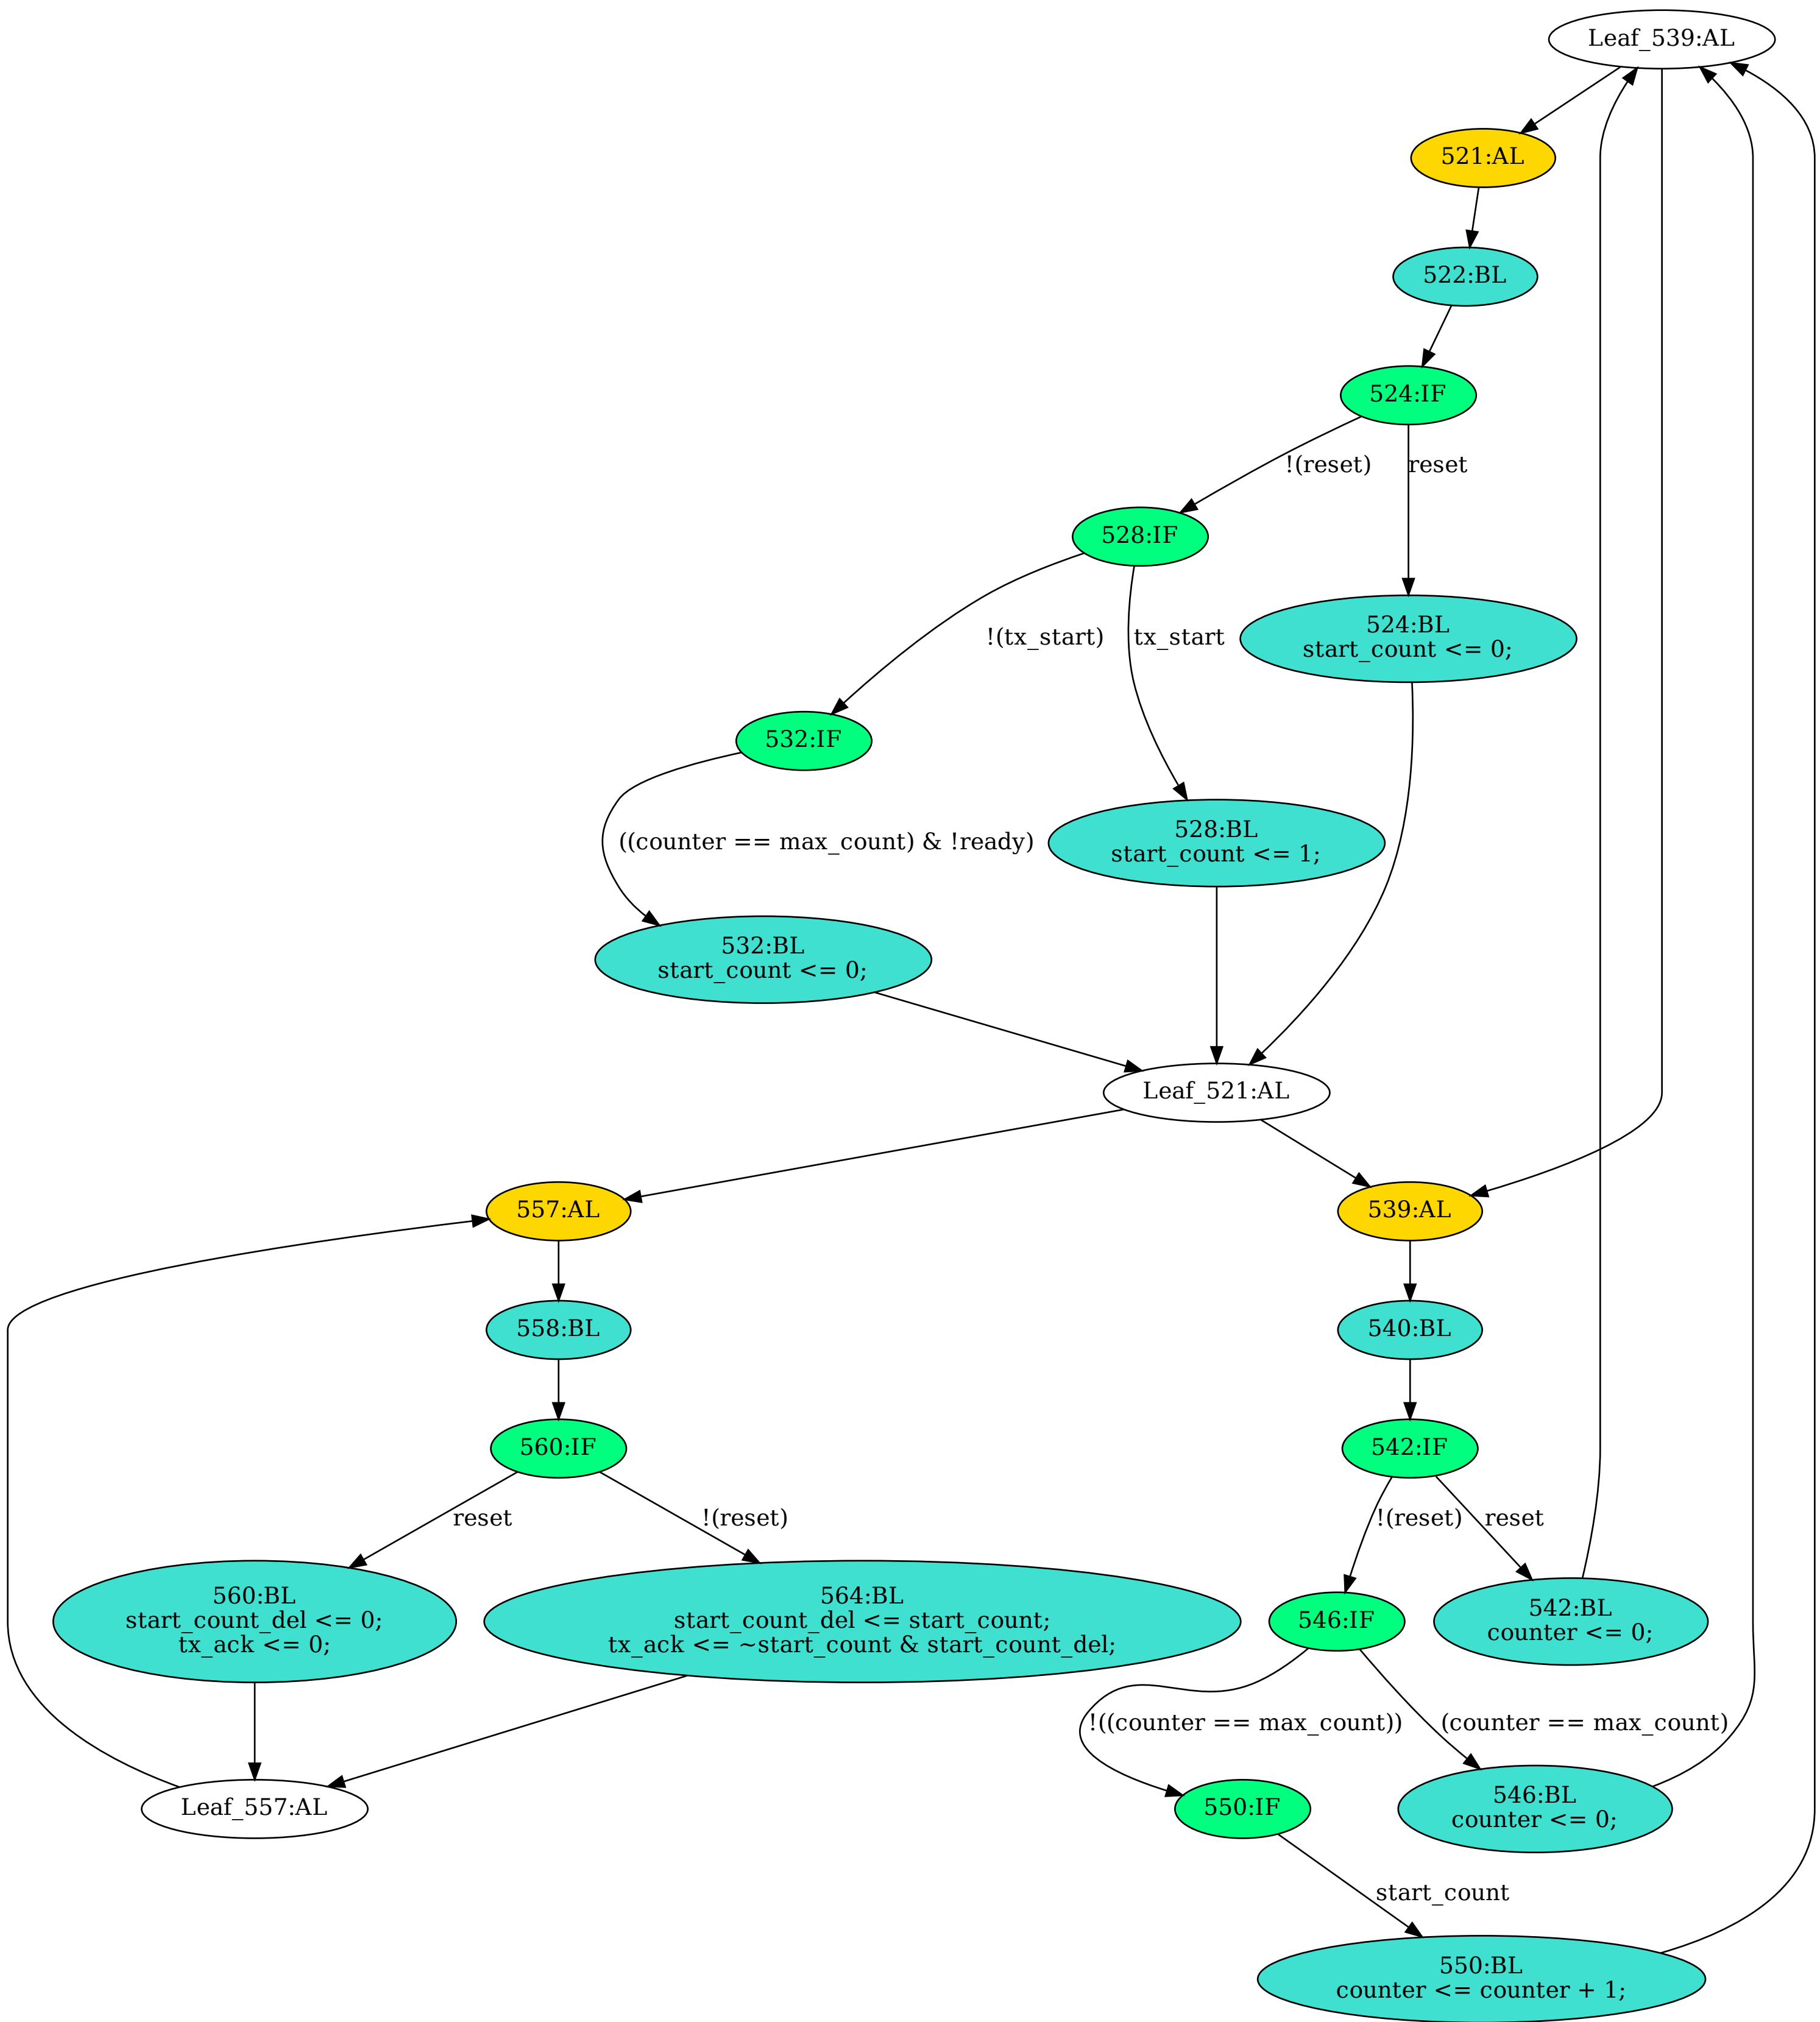 Leaf_539:AL
521:AL
522:BL
524:IF
!(reset)
reset
528:IF
524:BL
start_count <= 0;
!(tx_start)
tx_start
532:IF
528:BL
start_count <= 1;
((counter == max_count) & !ready)
532:BL
start_count <= 0;
Leaf_521:AL
557:AL
539:AL
558:BL
540:BL
560:IF
542:IF
reset
!(reset)
!(reset)
reset
560:BL
start_count_del <= 0;
tx_ack <= 0;
564:BL
start_count_del <= start_count;
tx_ack <= ~start_count & start_count_del;
546:IF
542:BL
counter <= 0;
!((counter == max_count))
(counter == max_count)
Leaf_557:AL
550:IF
546:BL
counter <= 0;
start_count
550:BL
counter <= counter + 1;